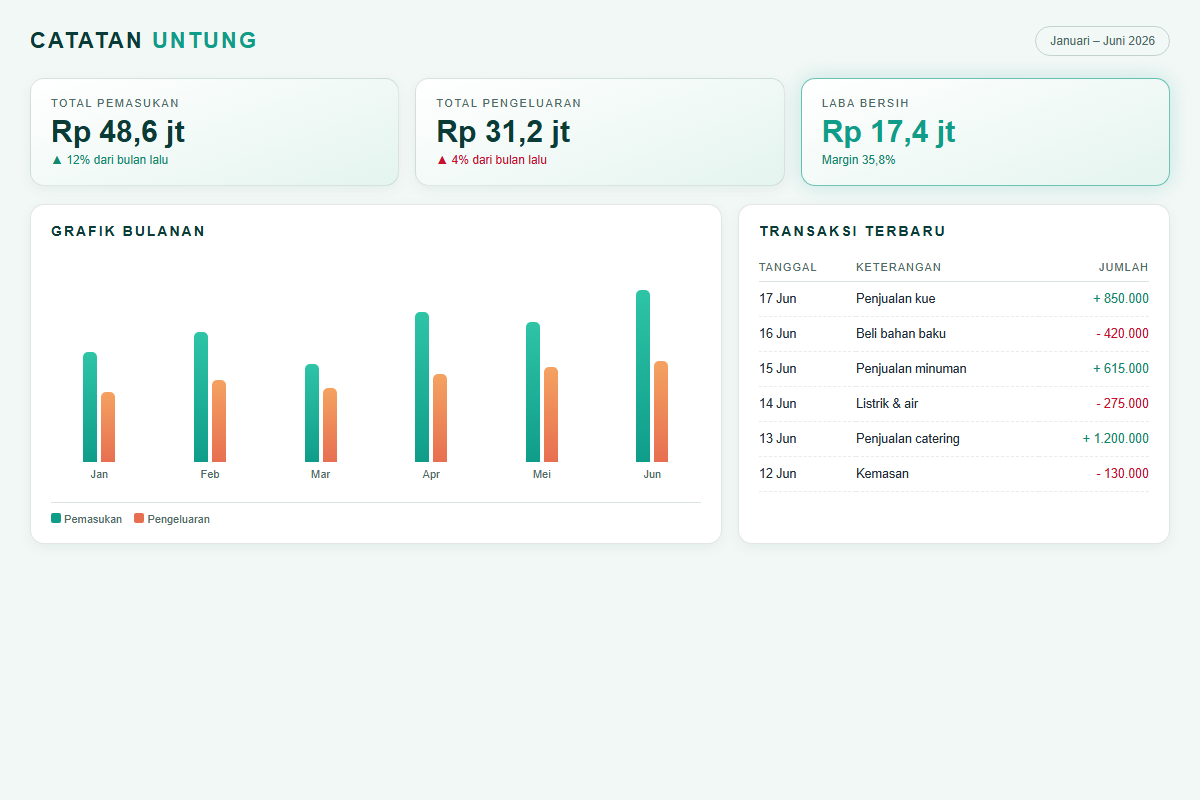 CATATAN UNTUNG
Januari – Juni 2026
TOTAL PEMASUKAN
Rp 48,6 jt
▲ 12% dari bulan lalu
TOTAL PENGELUARAN
Rp 31,2 jt
▲ 4% dari bulan lalu
LABA BERSIH
Rp 17,4 jt
Margin 35,8%
GRAFIK BULANAN
Jan Feb Mar Apr Mei Jun
Pemasukan Pengeluaran
TRANSAKSI TERBARU
TANGGAL KETERANGAN JUMLAH
17 Jun Penjualan kue + 850.000
16 Jun Beli bahan baku - 420.000
15 Jun Penjualan minuman + 615.000
14 Jun Listrik & air - 275.000
13 Jun Penjualan catering + 1.200.000
12 Jun Kemasan - 130.000